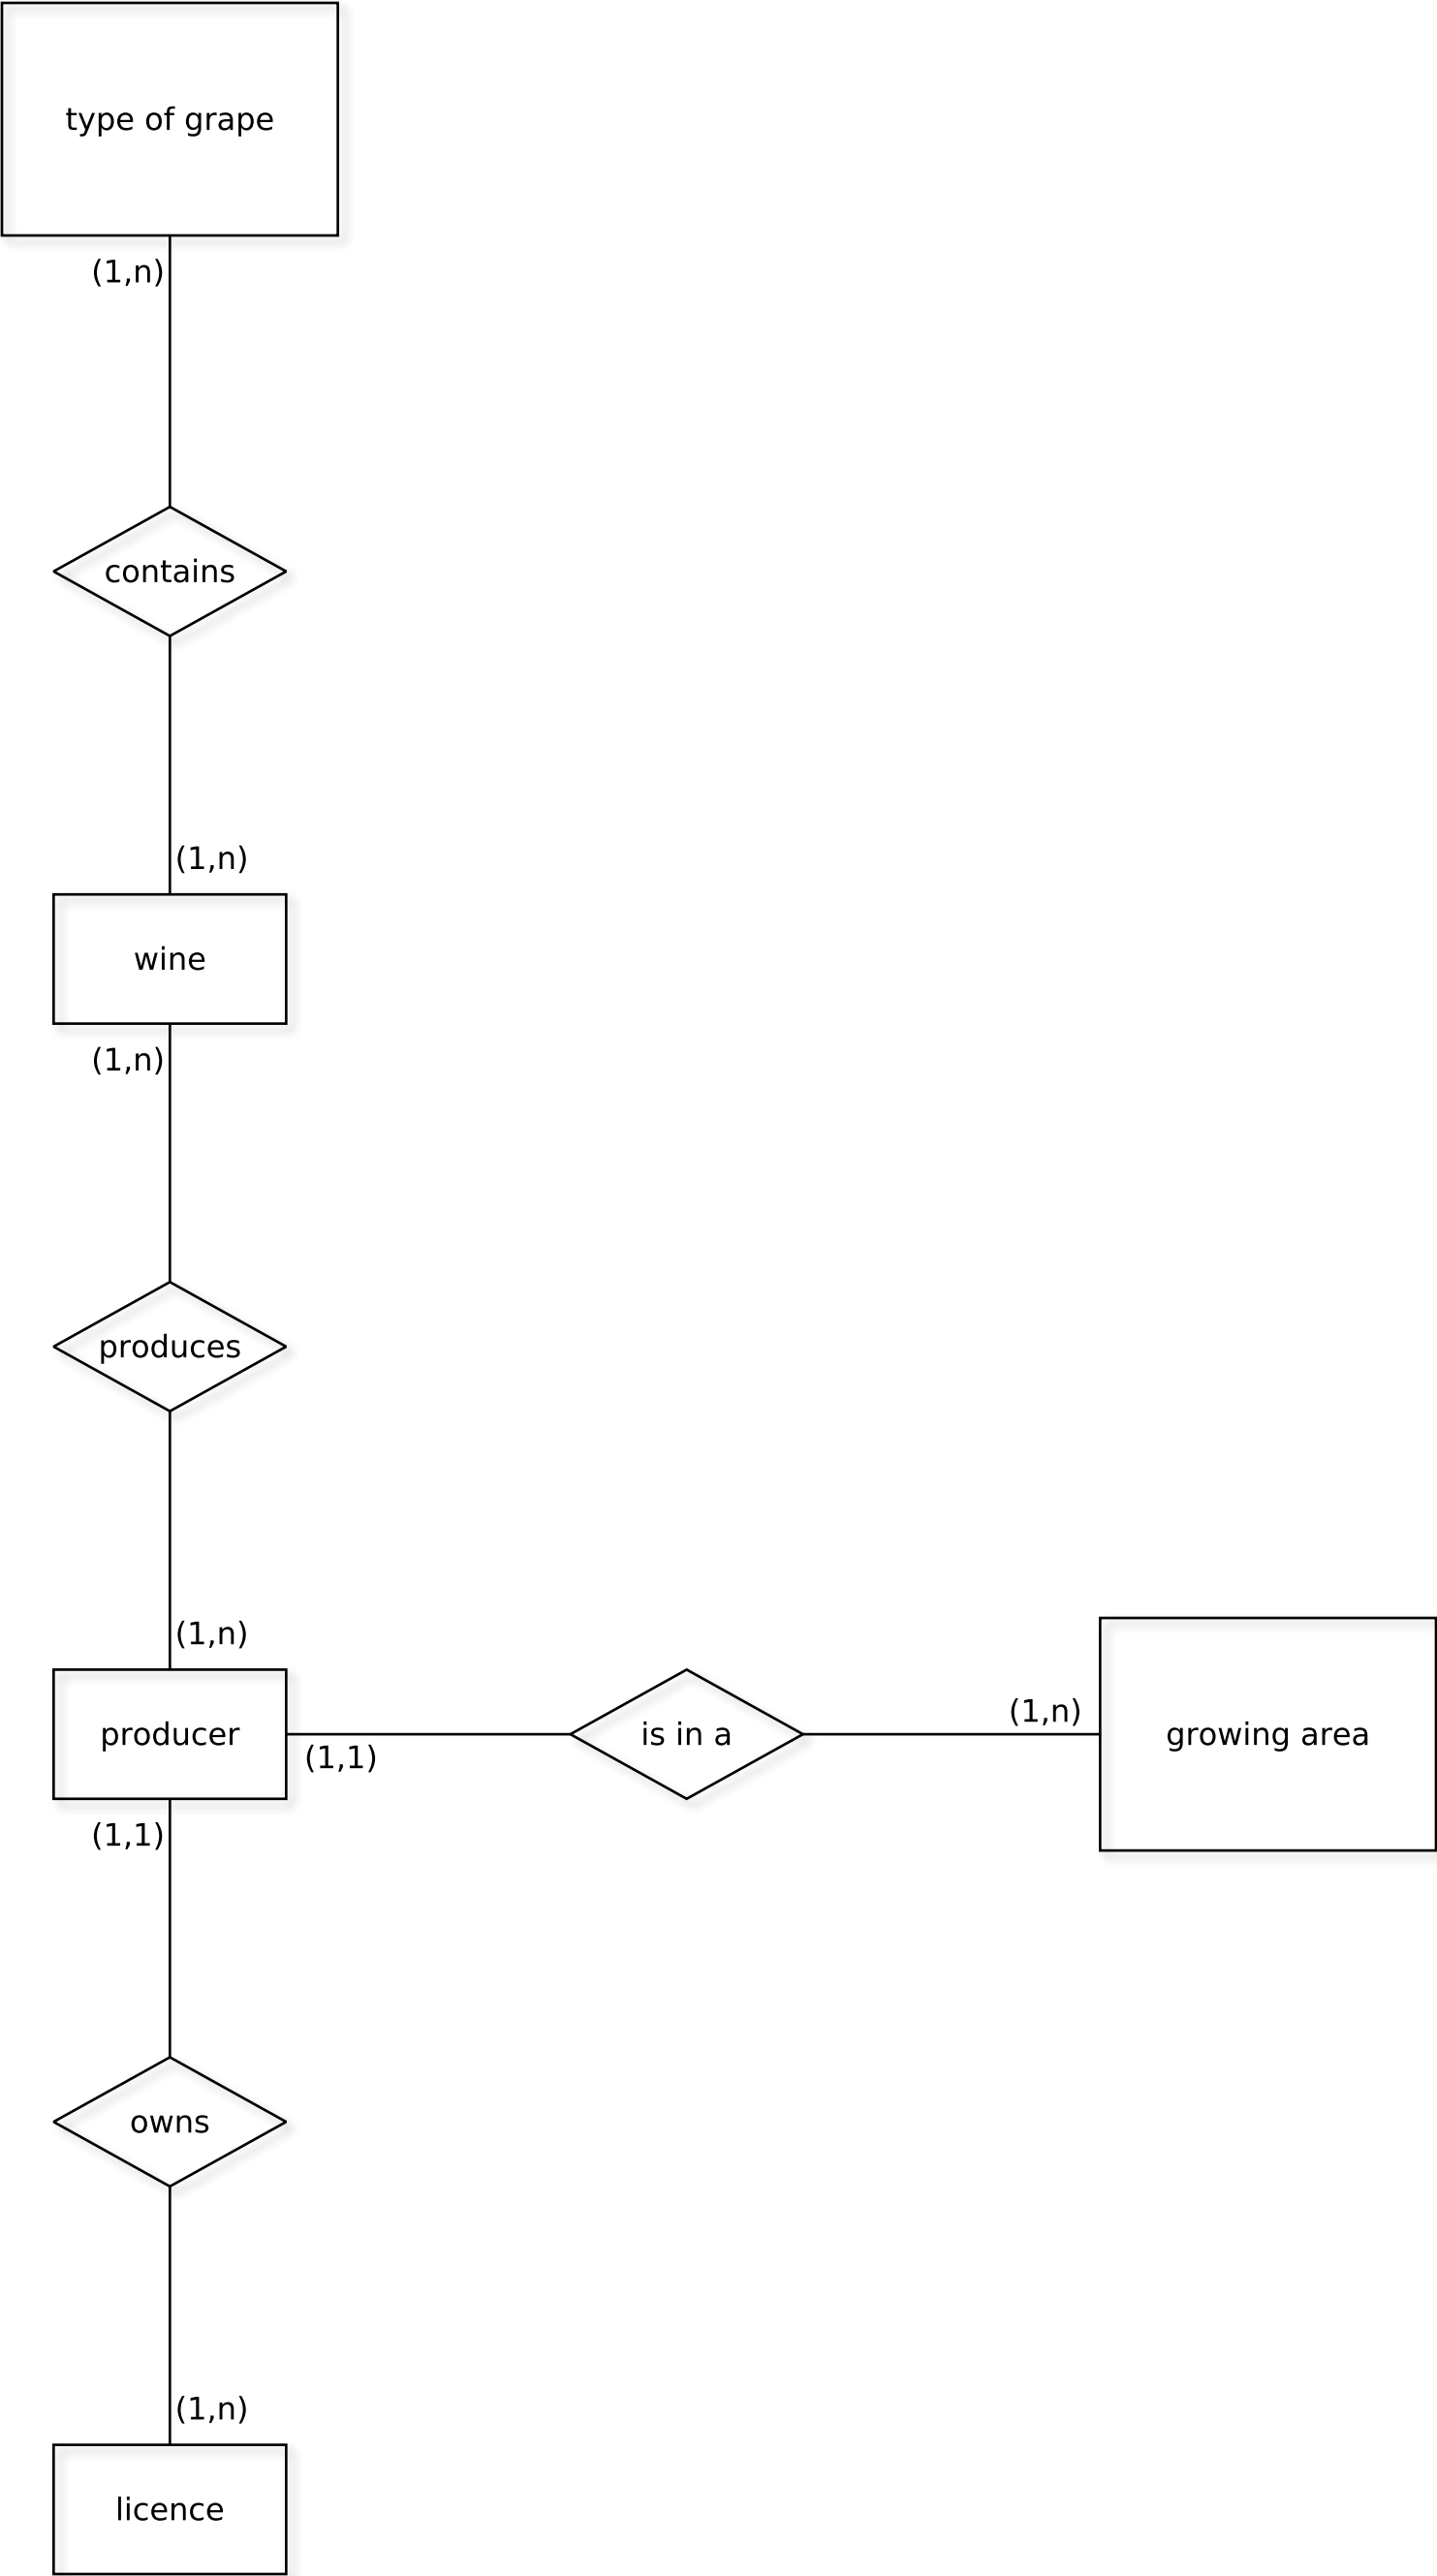 type of grape
(1,n)
contains
(1,n)
wine
(1,n)
produces
(1,n)
producer
(1,1)
is in a
(1,n)
growing area
(1,1)
owns
(1,n)
licence